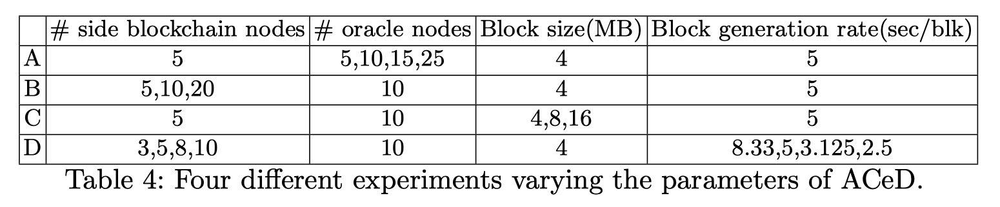 # side blockchain nodes # oracle nodes Block size(MB) Block generation rate(sec/blk)
A 5 5,10,15,25 4 5
B 5,10,20 10 4 5
C 5 10 4,8,16 5
D 3,5,8,10 10 4 8.33,5,3.125,2.5
Table 4: Four different experiments varying the parameters of ACeD.